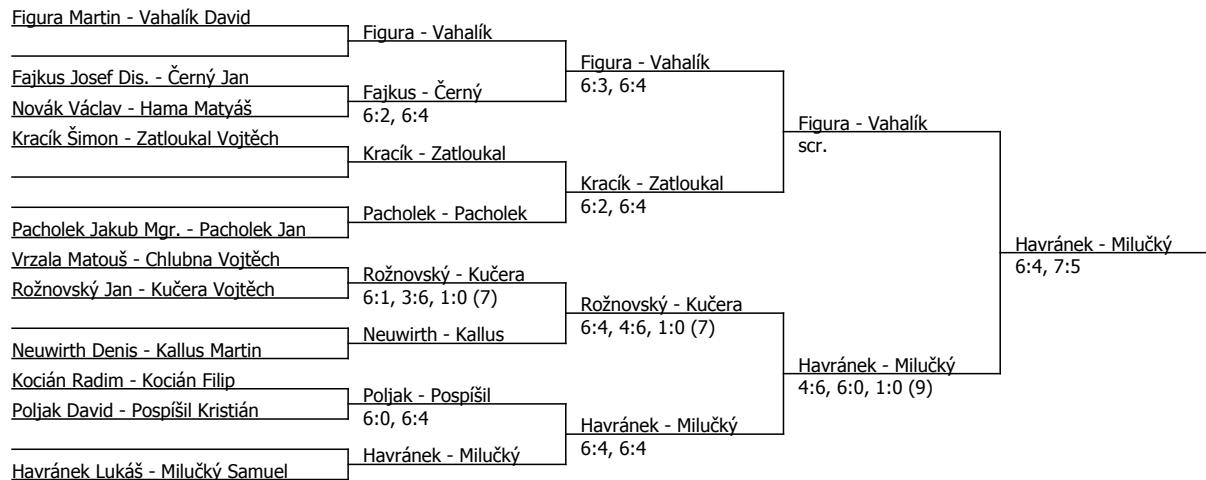 Figura Martin - Vahalík David
Fajkus Josef Dis. - Černý Jan
Novák Václav - Hama Matyáš
Kracík Šimon - Zatloukal Vojtěch
Pacholek Jakub Mgr. - Pacholek Jan
Vrzala Matouš - Chlubna Vojtěch
Rožnovský Jan - Kučera Vojtěch
Neuwirth Denis - Kallus Martin
Kocián Radim - Kocián Filip
Poljak David - Pospíšil Kristián
Havránek Lukáš - Milučký Samuel
Figura - Vahalík
Fajkus - Černý
6:2, 6:4
Kracík - Zatloukal
Pacholek - Pacholek
Rožnovský - Kučera
6:1, 3:6, 1:0 (7)
Neuwirth - Kallus
Poljak - Pospíšil
6:0, 6:4
Havránek - Milučký
Figura - Vahalík
6:3, 6:4
Kracík - Zatloukal
6:2, 6:4
Rožnovský - Kučera
6:4, 4:6, 1:0 (7)
Havránek - Milučký
6:4, 6:4
Figura - Vahalík
scr.
Havránek - Milučký
4:6, 6:0, 1:0 (9)
Havránek - Milučký
6:4, 7:5